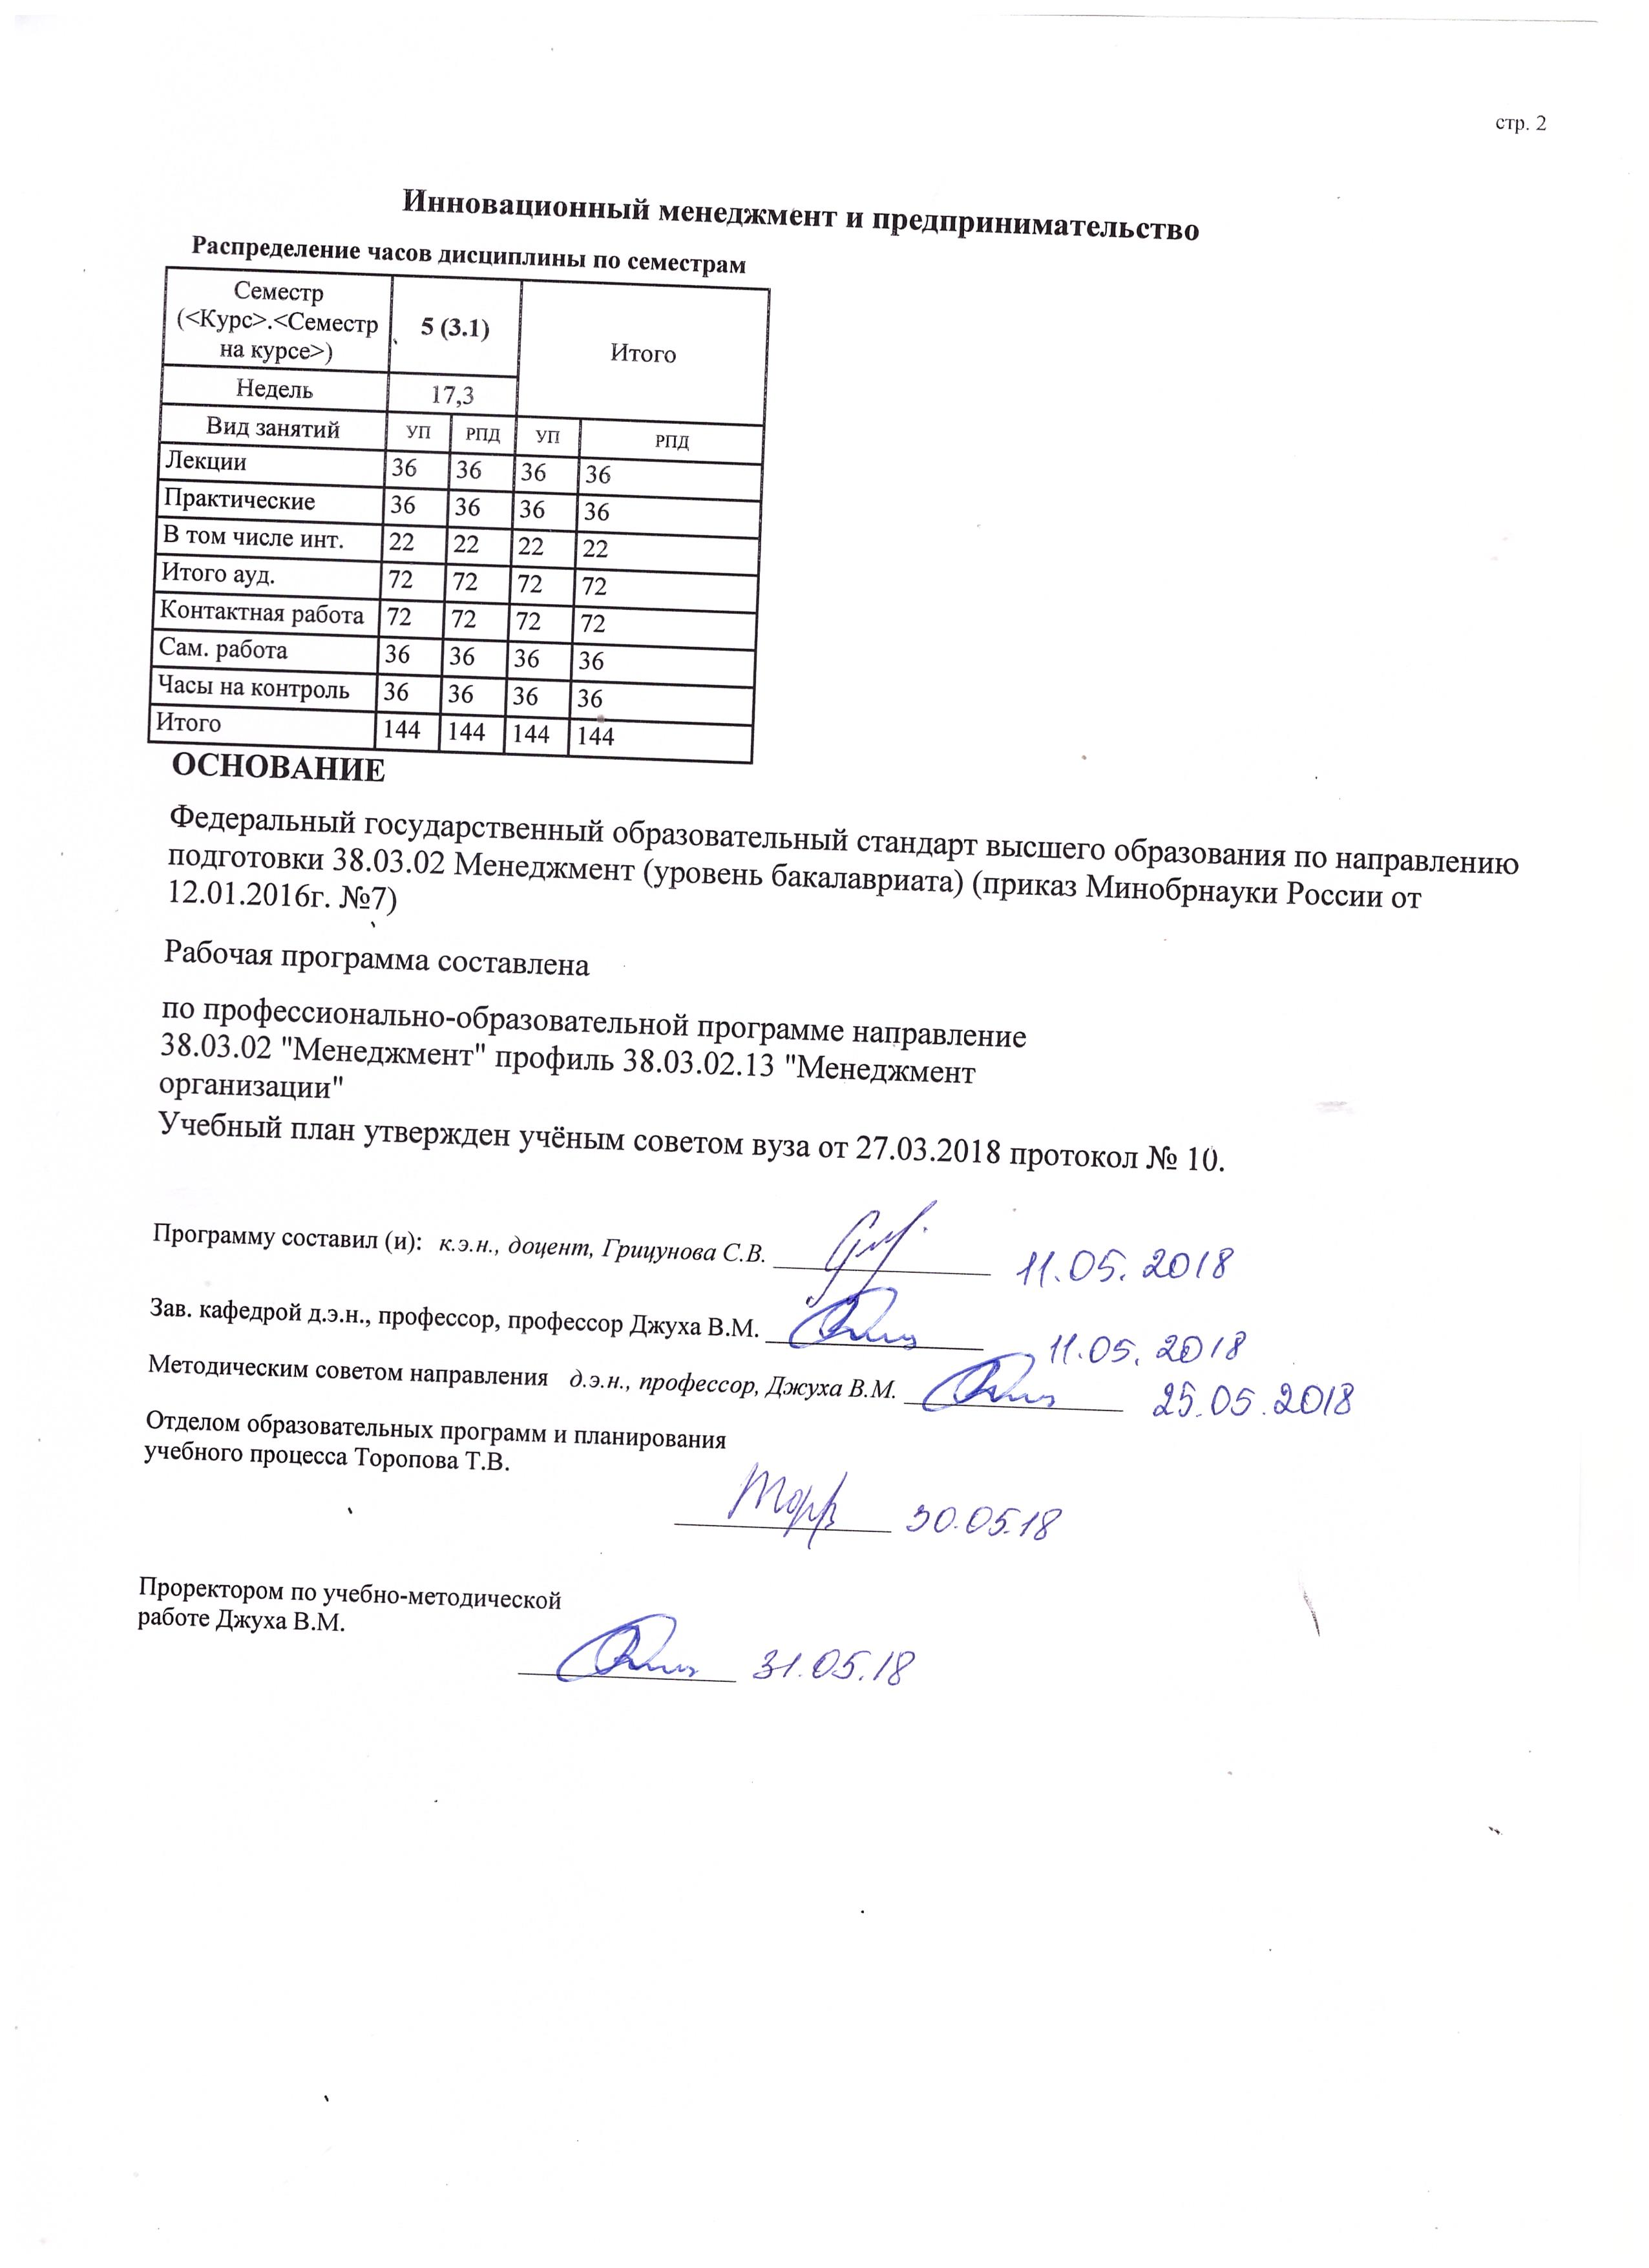 стр. 2
Инновационный менеджмент и предпринимательство
Распределение часов дисциплины по семестрам
Семестр
(<Курс>.<Семестр
на курсе>)
5 (3.1)
Итого
Недель 17,3
Вид занятий УП РПД УП РПД
Лекции 36 36 36 36
Практические 36 36 36 36
В том числе инт. 22 22 22 22
Итого ауд. 72 72 72 72
Контактная работа 72 72 72 72
Сам. работа 36 36 36 36
Часы на контроль 36 36 36 36
Итого 144 144 144 144
ОСНОВАНИЕ
Федеральный государственный образовательный стандарт высшего образования по направлению
подготовки 38.03.02 Менеджмент (уровень бакалавриата) (приказ Минобрнауки России от
12.01.2016г. №7)
Рабочая программа составлена
по профессионально-образовательной программе направление
38.03.02 "Менеджмент" профиль 38.03.02.13 "Менеджмент
организации"
Учебный план утвержден учёным советом вуза от 27.03.2018 протокол № 10.
Программу составил (и): к.э.н., доцент, Грицунова С.В. 11.05.2018
Зав. кафедрой д.э.н., профессор, профессор Джуха В.М. 11.05.2018
Методическим советом направления д.э.н., профессор, Джуха В.М. 25.05.2018
Отделом образовательных программ и планирования
учебного процесса Торопова Т.В.
30.05.18
Проректором по учебно-методической
работе Джуха В.М.
31.05.18